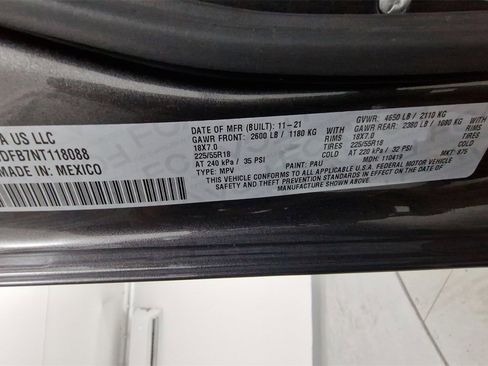 A US LLC
DFB7NT118088
MADE IN: MEXICO
DATE OF MFR (BUILT): 11-21
GAWR FRONT: 2600 LB / 1180 KG WITH
18X7.0 RIMS
225/55R18 TIRES
AT 240 kPa / 35 PSI COLD
TYPE: MPV PAINT: PAU
GVWR: 4650 LB / 2110 KG
GAWR REAR: 2380 LB / 1080 KG WITH
18X7.0 RIMS
225/55R18 TIRES
AT 220 kPa / 32 PSI COLD
MDH: 110419 MKT: A75
THIS VEHICLE CONFORMS TO ALL APPLICABLE U.S.A. FEDERAL MOTOR VEHICLE
SAFETY AND THEFT PREVENTION STANDARDS IN EFFECT ON THE DATE OF
MANUFACTURE